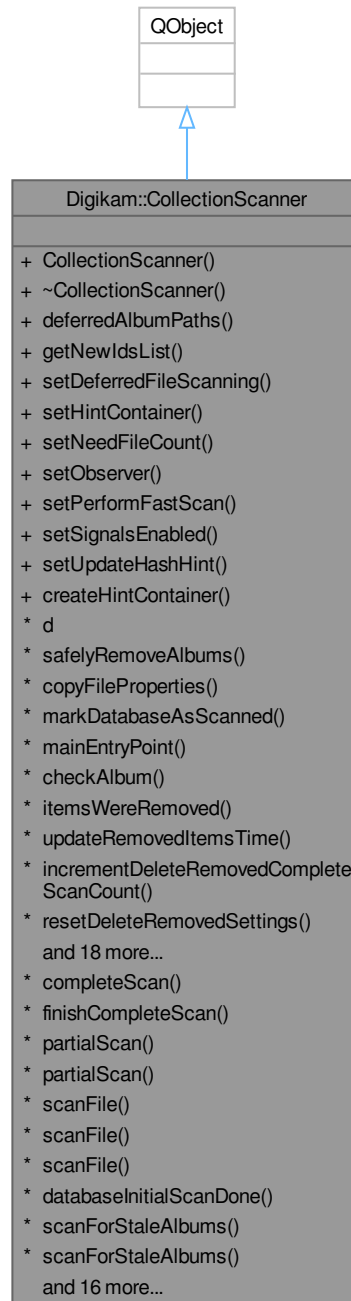 QObject
Digikam::CollectionScanner
+ CollectionScanner()
+ ~CollectionScanner()
+ deferredAlbumPaths()
+ getNewIdsList()
+ setDeferredFileScanning()
+ setHintContainer()
+ setNeedFileCount()
+ setObserver()
+ setPerformFastScan()
+ setSignalsEnabled()
+ setUpdateHashHint()
+ createHintContainer()
* d
* safelyRemoveAlbums()
* copyFileProperties()
* markDatabaseAsScanned()
* mainEntryPoint()
* checkAlbum()
* itemsWereRemoved()
* updateRemovedItemsTime()
* incrementDeleteRemovedComplete
ScanCount()
* resetDeleteRemovedSettings()
and 18 more...
* completeScan()
* finishCompleteScan()
* partialScan()
* partialScan()
* scanFile()
* scanFile()
* scanFile()
* databaseInitialScanDone()
* scanForStaleAlbums()
* scanForStaleAlbums()
and 16 more...